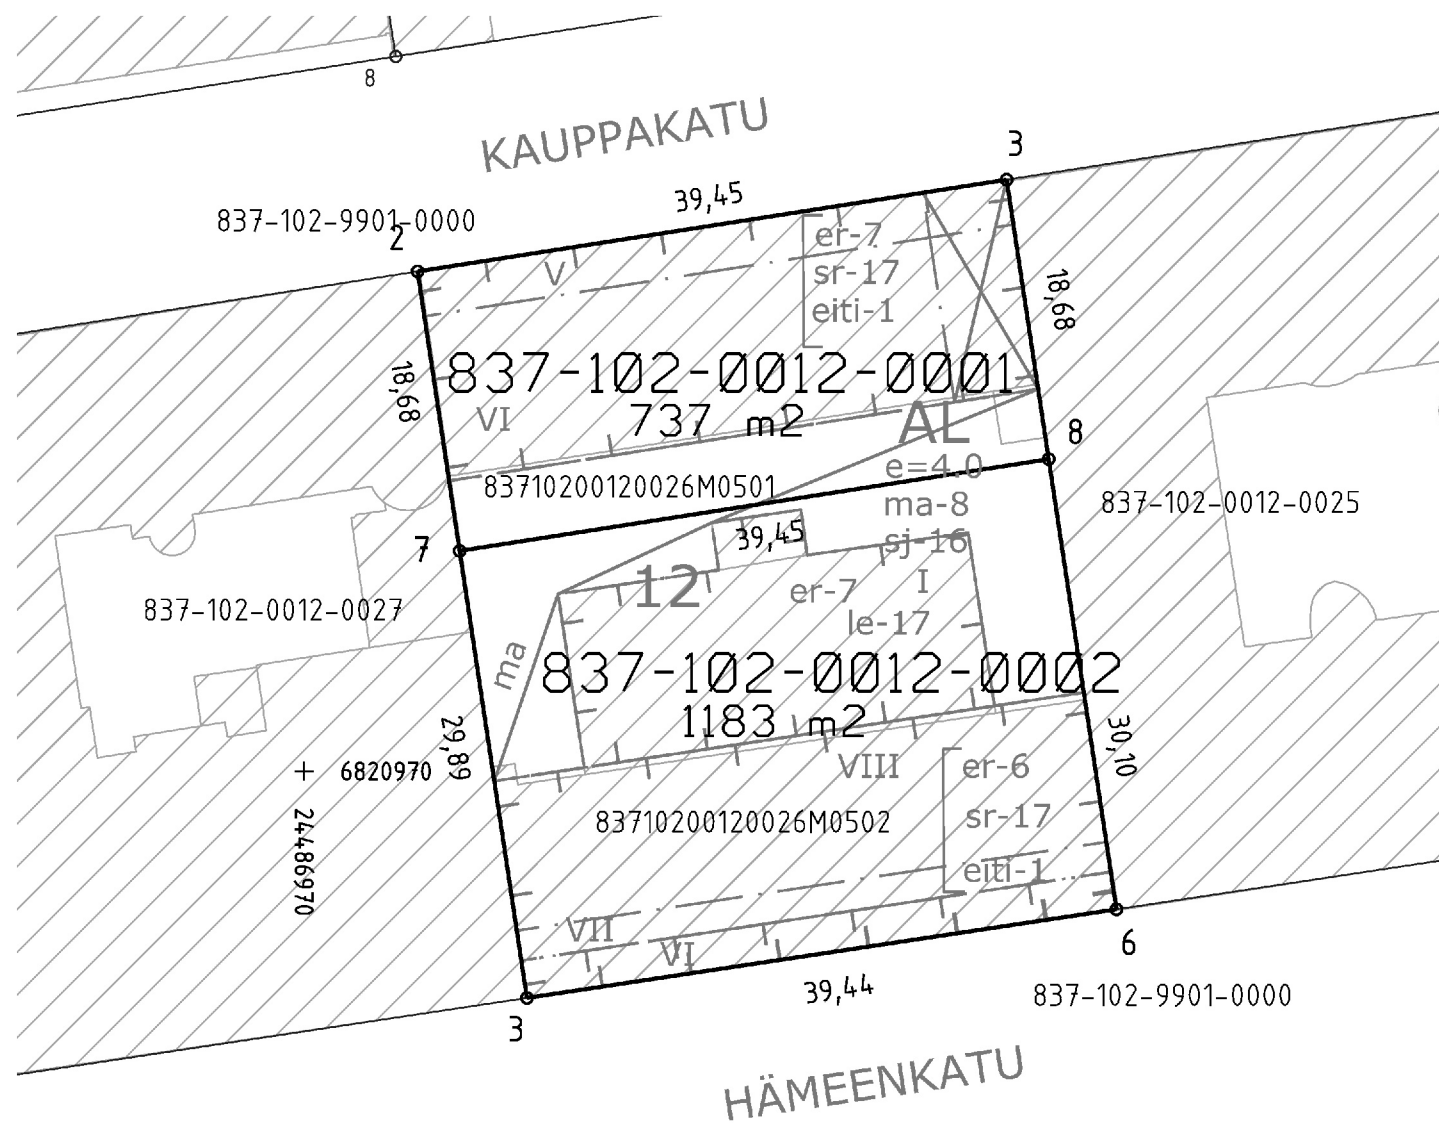 8
KAUPPAKATU
3
39,45
837-102-9901-0000
2
er-7
V
sr-17
eiti-1
18,68
18,68
837-102-0012-0001
VI
737 m2
AL
8
e=4.0
83710200120026M0501
ma-8
837-102-0012-0025
7
39,45
sj-16
12
er-7
I
837-102-0012-0027
le-17
ma
837-102-0012-0002
1183 m2
29,89
30,10
6820970
VIII
er-6
24486970
83710200120026M0502
sr-17
eiti-1
VII
VI
6
39,44
837-102-9901-0000
3
HÄMEENKATU